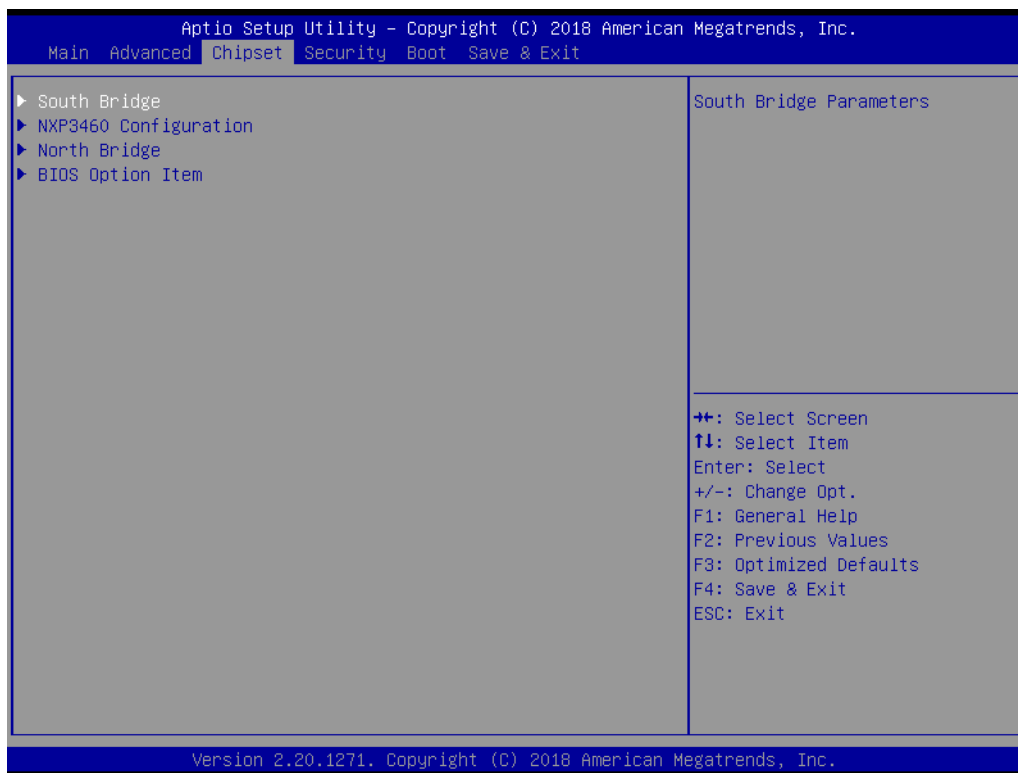 Aptio Setup Utility – Copyright (C) 2018 American Megatrends, Inc.
Main Advanced Chipset Security Boot Save & Exit
▶ South Bridge
▶ NXP3460 Configuration
▶ North Bridge
▶ BIOS Option Item
South Bridge Parameters
→←: Select Screen
↑↓: Select Item
Enter: Select
+/-: Change Opt.
F1: General Help
F2: Previous Values
F3: Optimized Defaults
F4: Save & Exit
ESC: Exit
Version 2.20.1271. Copyright (C) 2018 American Megatrends, Inc.